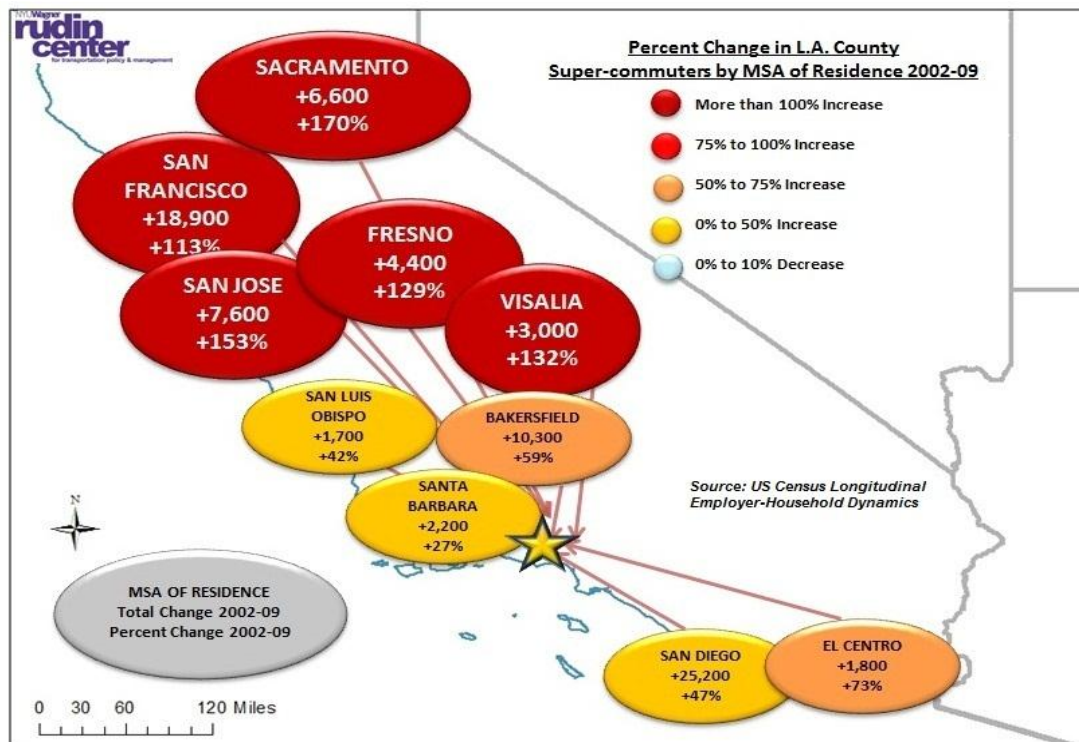 NYUWagner
rudin
center
for transportation policy & management
Percent Change in L.A. County
Super-commuters by MSA of Residence 2002-09
More than 100% Increase
75% to 100% Increase
50% to 75% Increase
0% to 50% Increase
0% to 10% Decrease
SACRAMENTO
+6,600
+170%
SAN
FRANCISCO
+18,900
+113%
FRESNO
+4,400
+129%
SAN JOSE
+7,600
+153%
VISALIA
+3,000
+132%
SAN LUIS
OBISPO
+1,700
+42%
BAKERSFIELD
+10,300
+59%
SANTA
BARBARA
+2,200
+27%
Source: US Census Longitudinal
Employer-Household Dynamics
N
MSA OF RESIDENCE
Total Change 2002-09
Percent Change 2002-09
SAN DIEGO
+25,200
+47%
EL CENTRO
+1,800
+73%
0 30 60 120 Miles